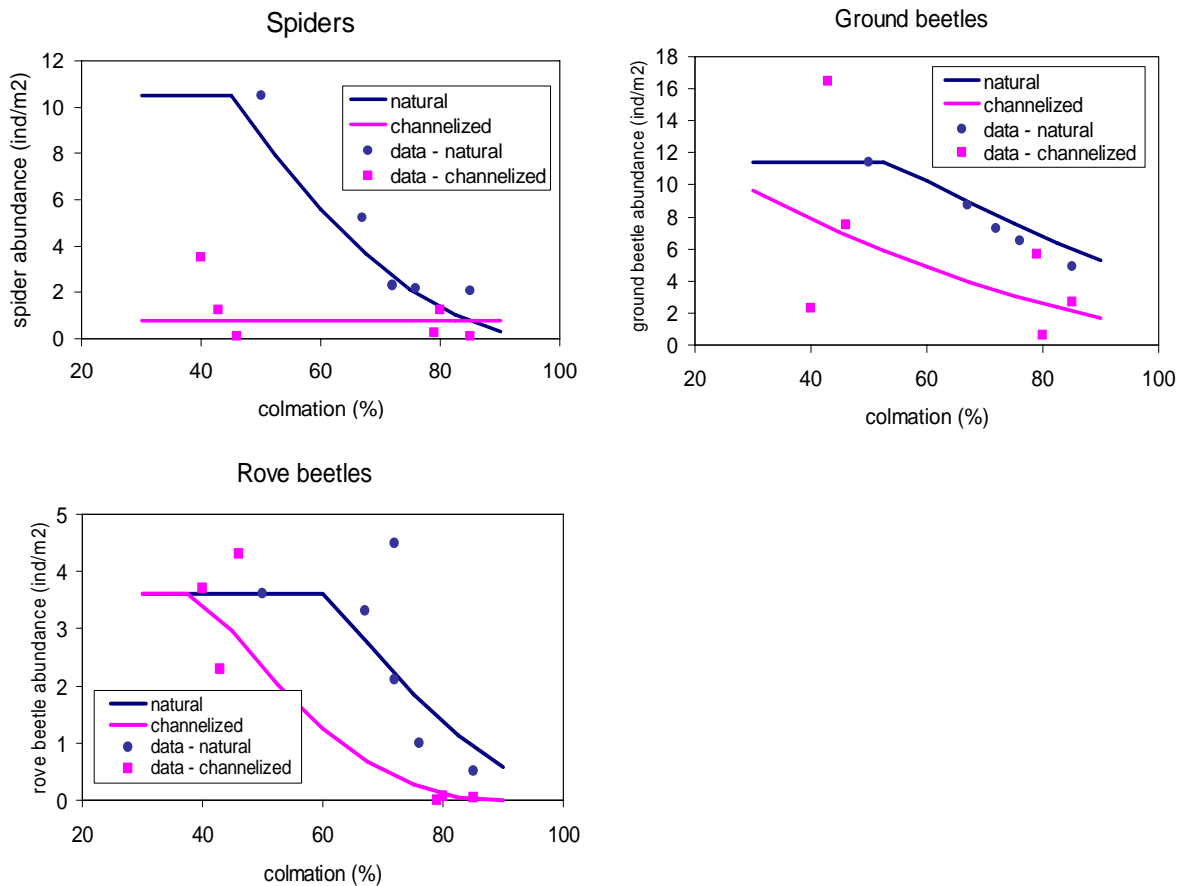 Spiders
spider abundance (ind/m2)
12
10
8
6
4
2
0
natural
channelized
data - natural
data - channelized
20 40 60 80 100
colmation (%)
Ground beetles
ground beetle abundance (ind/m2)
18
16
14
12
10
8
6
4
2
0
natural
channelized
data - natural
data - channelized
20 40 60 80 100
colmation (%)
Rove beetles
rove beetle abundance (ind/m2)
5
4
3
2
1
0
natural
channelized
data - natural
data - channelized
20 40 60 80 100
colmation (%)